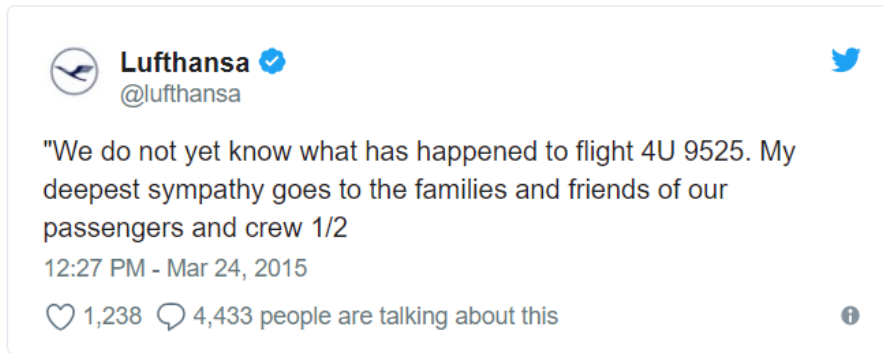 Lufthansa
@lufthansa
"We do not yet know what has happened to flight 4U 9525. My
deepest sympathy goes to the families and friends of our
passengers and crew 1/2
12:27 PM - Mar 24, 2015
1,238 4,433 people are talking about this